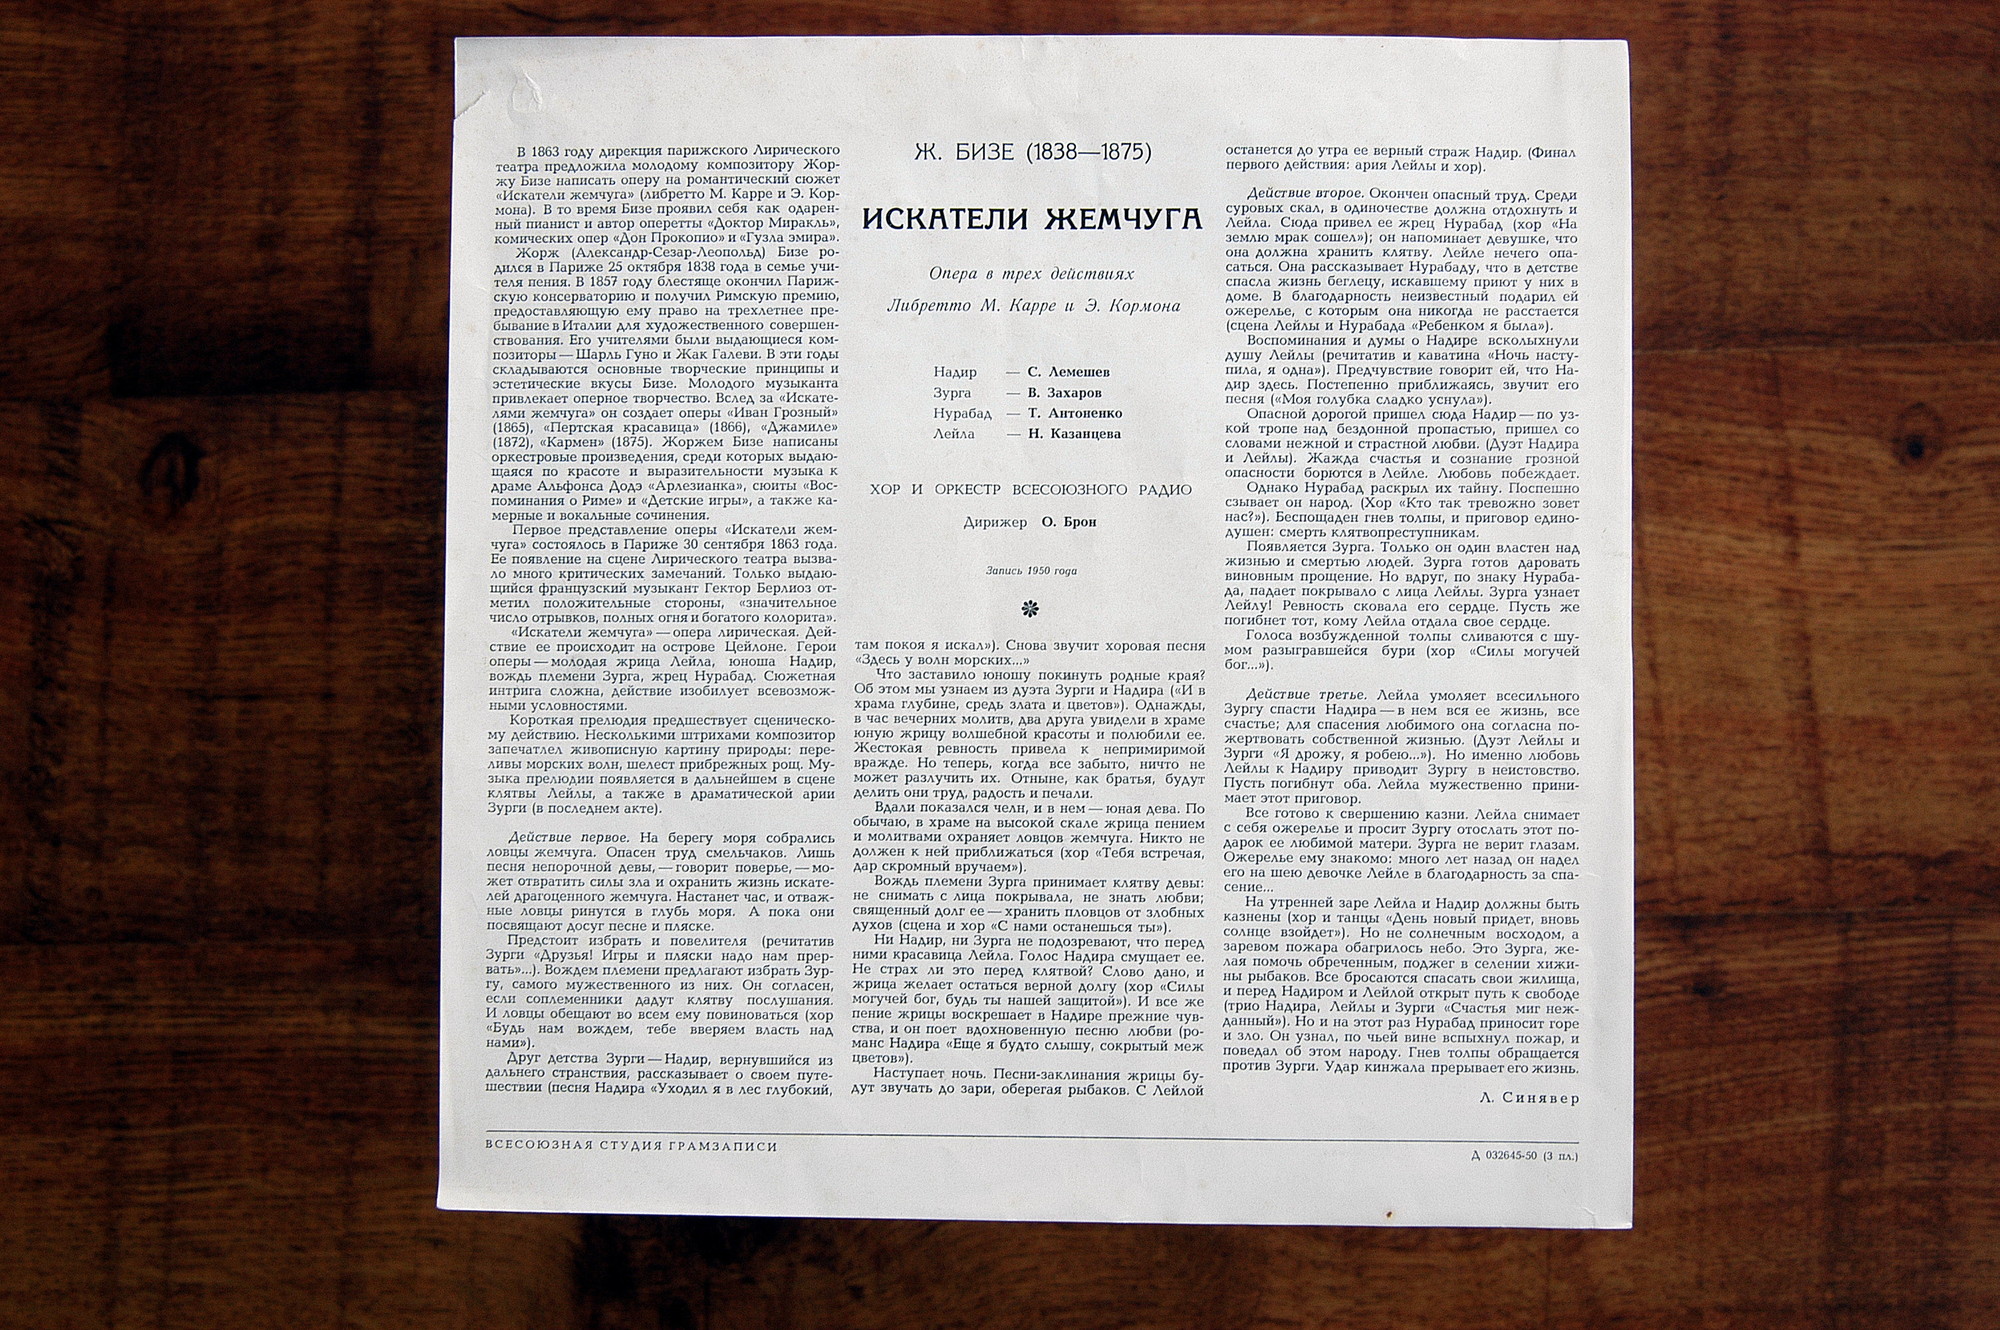 В 1863 году дирекция парижского Лирического
театра предложила молодому композитору Жор-
жу Бизе написать оперу на романтический сюжет
«Искатели жемчуга» (либретто М. Карре и Э. Кор-
мона). В то время Бизе проявил себя как одарен-
ный пианист и автор оперетты «Доктор Миракль»,
комических опер «Дон Прокопио» и «Гузла эмира».
Жорж (Александр-Сезар-Леопольд) Бизе ро-
дился в Париже 25 октября 1838 года в семье учи-
теля пения. В 1857 году блестяще окончил Париж-
скую консерваторию и получил Римскую премию,
предоставляющую ему право на трехлетнее пре-
бывание в Италии для художественного совершен-
ствования. Его учителями были выдающиеся ком-
позиторы — Шарль Гуно и Жак Галеви. В эти годы
складываются основные творческие принципы и
эстетические вкусы Бизе. Молодого музыканта
привлекает оперное творчество. Вслед за «Искате-
лями жемчуга» он создает оперы «Иван Грозный»
(1865), «Пертская красавица» (1866), «Джамиле»
(1872), «Кармен» (1875). Жоржем Бизе написаны
оркестровые произведения, среди которых выдаю-
щаяся по красоте и выразительности музыка к
драме Альфонса Додэ «Арлезианка», сюиты «Вос-
поминания о Риме» и «Детские игры», а также ка-
мерные и вокальные сочинения.
Первое представление оперы «Искатели жем-
чуга» состоялось в Париже 30 сентября 1863 года.
Ее появление на сцене Лирического театра вызва-
ло много критических замечаний. Только выдаю-
щийся французский музыкант Гектор Берлиоз от-
метил положительные стороны, «значительное
число отрывков, полных огня и богатого колорита».
«Искатели жемчуга» — опера лирическая. Дей-
ствие ее происходит на острове Цейлоне. Герои
оперы — молодая жрица Лейла, юноша Надир,
вождь племени Зурга, жрец Нурабад. Сюжетная
интрига сложна, действие изобилует всевозмож-
ными условностями.
Короткая прелюдия предшествует сценическо-
му действию. Несколькими штрихами композитор
запечатлел живописную картину природы: пере-
ливы морских волн, шелест прибрежных рощ. Му-
зыка прелюдии появляется в дальнейшем в сцене
клятвы Лейлы, а также в драматической арии
Зурги (в последнем акте).
Действие первое. На берегу моря собрались
ловцы жемчуга. Опасен труд смельчаков. Лишь
песня непорочной девы, — говорит поверье, — мо-
жет отвратить силы зла и охранить жизнь искате-
лей драгоценного жемчуга. Настанет час, и отваж-
ные ловцы ринутся в глубь моря. А пока они
посвящают досуг песне и пляске.
Предстоит избрать и повелителя (речитатив
Зурги «Друзья! Игры и пляски надо нам прер-
вать»...). Вождем племени предлагают избрать Зур-
гу, самого мужественного из них. Он согласен,
если соплеменники дадут клятву послушания.
И ловцы обещают во всем ему повиноваться (хор
«Будь нам вождем, тебе вверяем власть над
нами»).
Друг детства Зурги — Надир, вернувшийся из
дальнего странствия, рассказывает о своем путе-
шествии (песня Надира «Уходил я в лес глубокий,
Ж. БИЗЕ (1838—1875)
ИСКАТЕЛИ ЖЕМЧУГА
Опера в трех действиях
Либретто М. Карре и Э. Кормона
Надир — С. Лемешев
Зурга — В. Захаров
Нурабад — Т. Антоненко
Лейла — Н. Казанцева
ХОР И ОРКЕСТР ВСЕСОЮЗНОГО РАДИО
Дирижер О. Брон
Запись 1950 года
там покоя я искал»). Снова звучит хоровая песня
«Здесь у волн морских...»
Что заставило юношу покинуть родные края?
Об этом мы узнаем из дуэта Зурги и Надира («И в
храма глубине, средь злата и цветов»). Однажды,
в час вечерних молитв, два друга увидели в храме
юную жрицу волшебной красоты и полюбили ее.
Жестокая ревность привела к непримиримой
вражде. Но теперь, когда все забыто, ничто не
может разлучить их. Отныне, как братья, будут
делить они труд, радость и печали.
Вдали показался челн, и в нем — юная дева. По
обычаю, в храме на высокой скале жрица пением
и молитвами охраняет ловцов жемчуга. Никто не
должен к ней приближаться (хор «Тебя встречая,
дар скромный вручаем»).
Вождь племени Зурга принимает клятву девы:
не снимать с лица покрывала, не знать любви;
священный долг ее — хранить пловцов от злобных
духов (сцена и хор «С нами останешься ты»).
Ни Надир, ни Зурга не подозревают, что перед
ними красавица Лейла. Голос Надира смущает ее.
Не страх ли это перед клятвой? Слово дано, и
жрица желает остаться верной долгу (хор «Силы
могучей бог, будь ты нашей защитой»). И все же
пение жрицы воскрешает в Надире прежние чув-
ства, и он поет вдохновенную песню любви (ро-
манс Надира «Еще я будто слышу, сокрытый меж
цветов»).
Наступает ночь. Песни-заклинания жрицы бу-
дут звучать до зари, оберегая рыбаков. С Лейлой
останется до утра ее верный страж Надир. (Финал
первого действия: ария Лейлы и хор).
Действие второе. Окончен опасный труд. Среди
суровых скал, в одиночестве должна отдохнуть и
Лейла. Сюда привел ее жрец Нурабад (хор «На
землю мрак сошел»); он напоминает девушке, что
она должна хранить клятву. Лейле нечего опа-
саться. Она рассказывает Нурабаду, что в детстве
спасла жизнь беглецу, искавшему приют у них в
доме. В благодарность неизвестный подарил ей
ожерелье, с которым она никогда не расстается
(сцена Лейлы и Нурабада «Ребенком я была»).
Воспоминания и думы о Надире всколыхнули
душу Лейлы (речитатив и каватина «Ночь насту-
пила, я одна»). Предчувствие говорит ей, что На-
дир здесь. Постепенно приближаясь, звучит его
песня («Моя голубка сладко уснула»).
Опасной дорогой пришел сюда Надир — по уз-
кой тропе над бездонной пропастью, пришел со
словами нежной и страстной любви. (Дуэт Надира
и Лейлы). Жажда счастья и сознание грозной
опасности борются в Лейле. Любовь побеждает.
Однако Нурабад раскрыл их тайну. Поспешно
сзывает он народ. (Хор «Кто так тревожно зовет
нас?»). Беспощаден гнев толпы, и приговор едино-
душен: смерть клятвопреступникам.
Появляется Зурга. Только он один властен над
жизнью и смертью людей. Зурга готов даровать
виновным прощение. Но вдруг, по знаку Нураба-
да, падает покрывало с лица Лейлы. Зурга узнает
Лейлу! Ревность сковала его сердце. Пусть же
погибнет тот, кому Лейла отдала свое сердце.
Голоса возбужденной толпы сливаются с шу-
мом разыгравшейся бури (хор «Силы могучей
бог...»).
Действие третье. Лейла умоляет всесильного
Зургу спасти Надира — в нем вся ее жизнь, все
счастье; для спасения любимого она согласна по-
жертвовать собственной жизнью. (Дуэт Лейлы и
Зурги «Я дрожу, я робею...»). Но именно любовь
Лейлы к Надиру приводит Зургу в неистовство.
Пусть погибнут оба. Лейла мужественно прини-
мает этот приговор.
Все готово к свершению казни. Лейла снимает
с себя ожерелье и просит Зургу отослать этот по-
дарок ее любимой матери. Зурга не верит глазам.
Ожерелье ему знакомо: много лет назад он надел
его на шею девочке Лейле в благодарность за спа-
сение...
На утренней заре Лейла и Надир должны быть
казнены (хор и танцы «День новый придет, вновь
солнце взойдет»). Но не солнечным восходом, а
заревом пожара обагрилось небо. Это Зурга, же-
лая помочь обреченным, поджег в селении хижи-
ны рыбаков. Все бросаются спасать свои жилища,
и перед Надиром и Лейлой открыт путь к свободе
(трио Надира, Лейлы и Зурги «Счастья миг неж-
данный»). Но и на этот раз Нурабад приносит горе
и зло. Он узнал, по чьей вине вспыхнул пожар, и
поведал об этом народу. Гнев толпы обращается
против Зурги. Удар кинжала прерывает его жизнь.
Л. Синявер
ВСЕСОЮЗНАЯ СТУДИЯ ГРАМЗАПИСИ
Д 032645-50 (3 пл.)